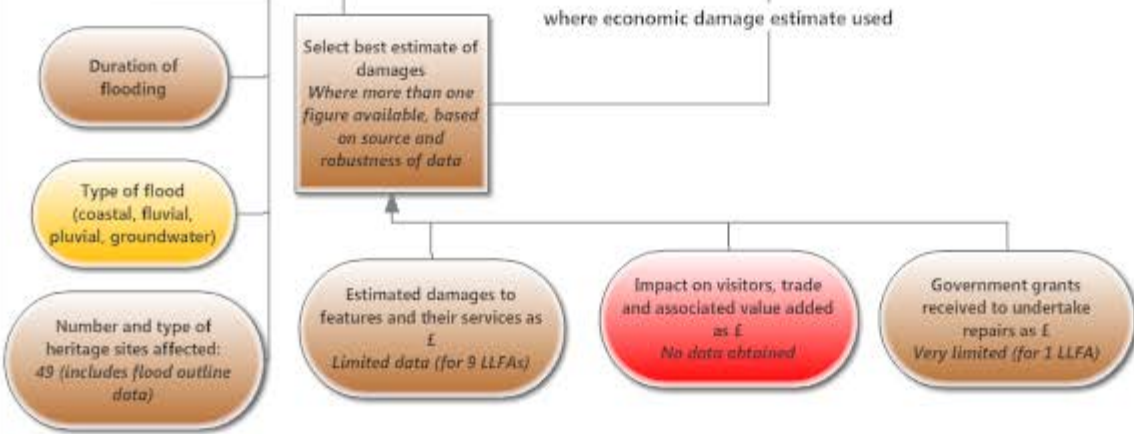 where economic damage estimate used
Duration of
flooding
Select best estimate of
damages
Where more than one
figure available, based
on source and
robustness of data
Type of flood
(coastal, fluvial,
pluvial, groundwater)
Number and type of
heritage sites affected:
49 (includes flood outline
data)
Estimated damages to
features and their services as
£
Limited data (for 9 LLFAs)
Impact on visitors, trade
and associated value added
as £
No data obtained
Government grants
received to undertake
repairs as £
Very limited (for 1 LLFA)